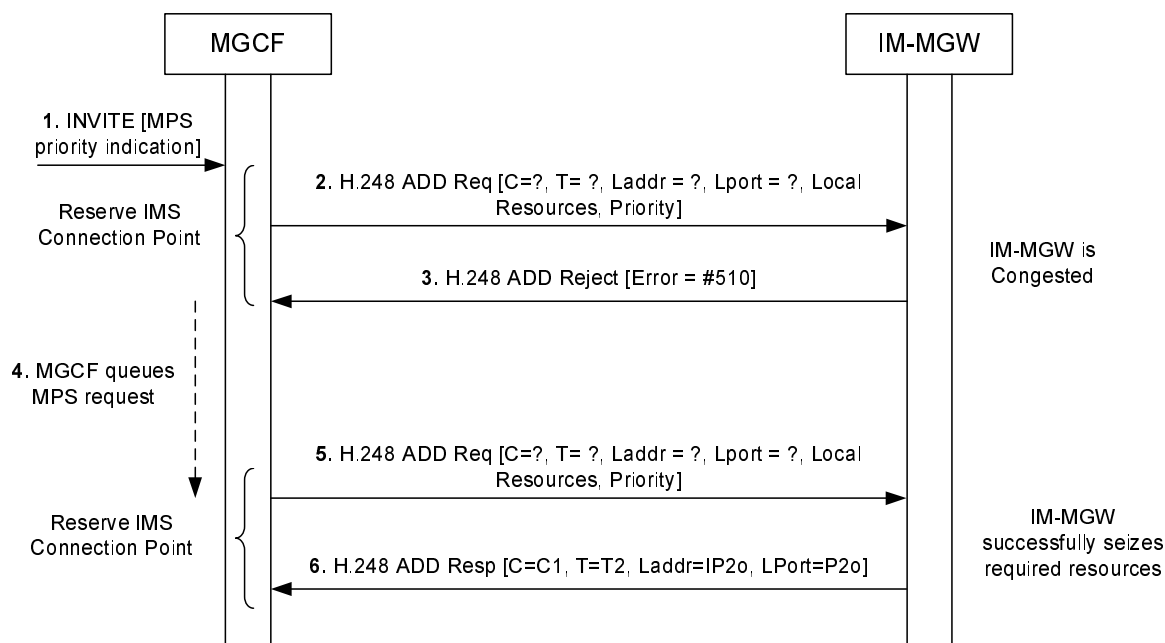 MGCF
IM-MGW
1. INVITE [MPS
priority indication]
2. H.248 ADD Req [C=?, T= ?, Laddr = ?, Lport = ?, Local
Resources, Priority]
Reserve IMS
Connection Point
IM-MGW is
Congested
3. H.248 ADD Reject [Error = #510]
4. MGCF queues
MPS request
5. H.248 ADD Req [C=?, T= ?, Laddr = ?, Lport = ?, Local
Resources, Priority]
Reserve IMS
Connection Point
IM-MGW
successfully seizes
required resources
6. H.248 ADD Resp [C=C1, T=T2, Laddr=IP2o, LPort=P2o]